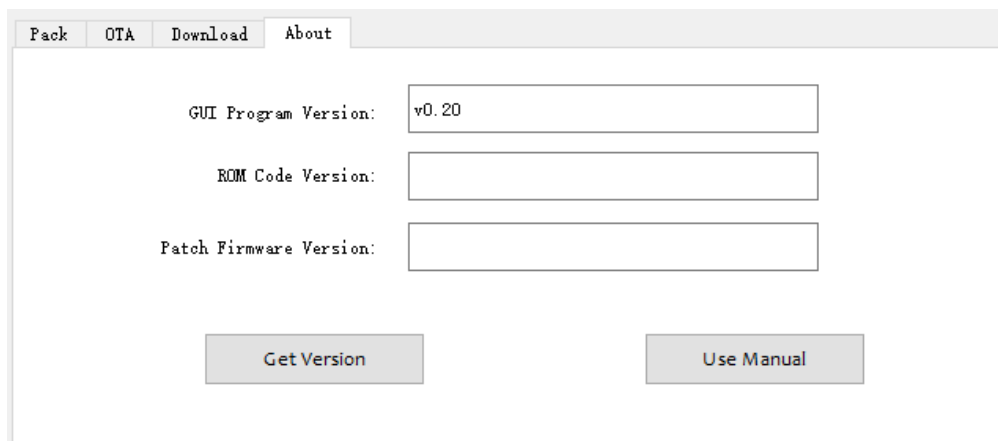 Pack OTA Download About
GUI Program Version: v0.20
ROM Code Version:
Patch Firmware Version:
Get Version Use Manual